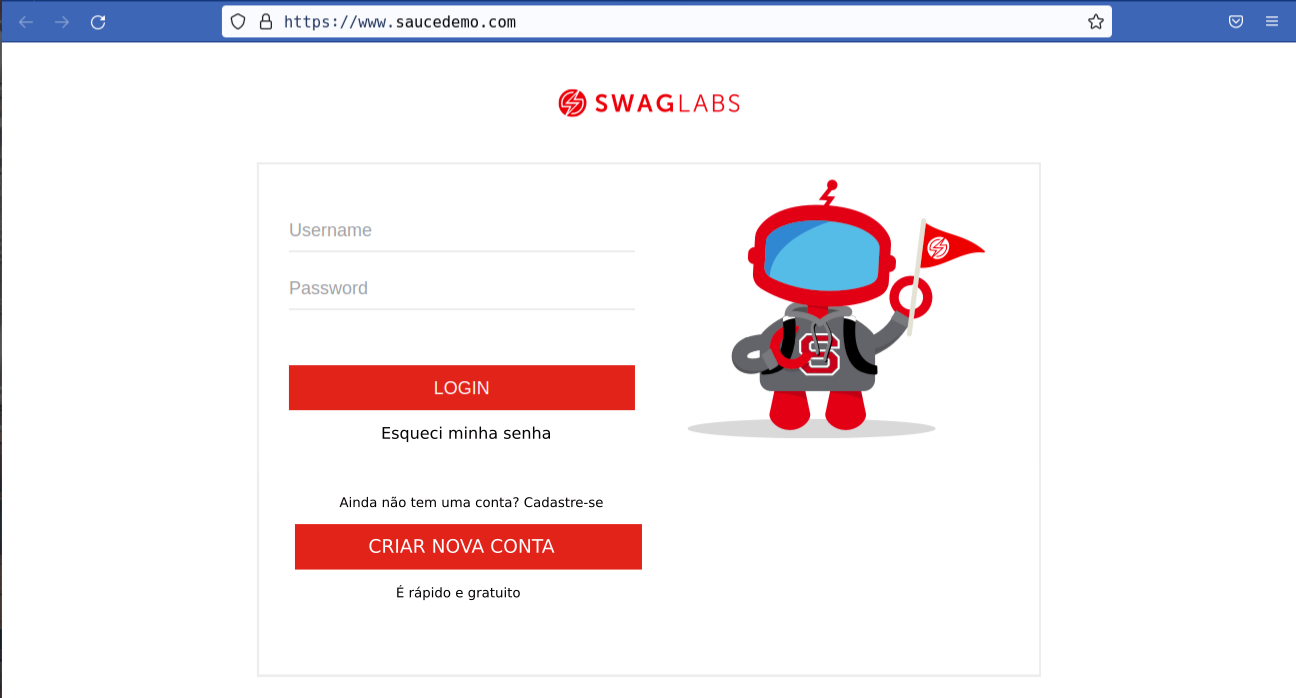 https://www.saucedemo.com
SWAGLABS
Username
Password
LOGIN
Esqueci minha senha
Ainda não tem uma conta? Cadastre-se
CRIAR NOVA CONTA
É rápido e gratuito
S